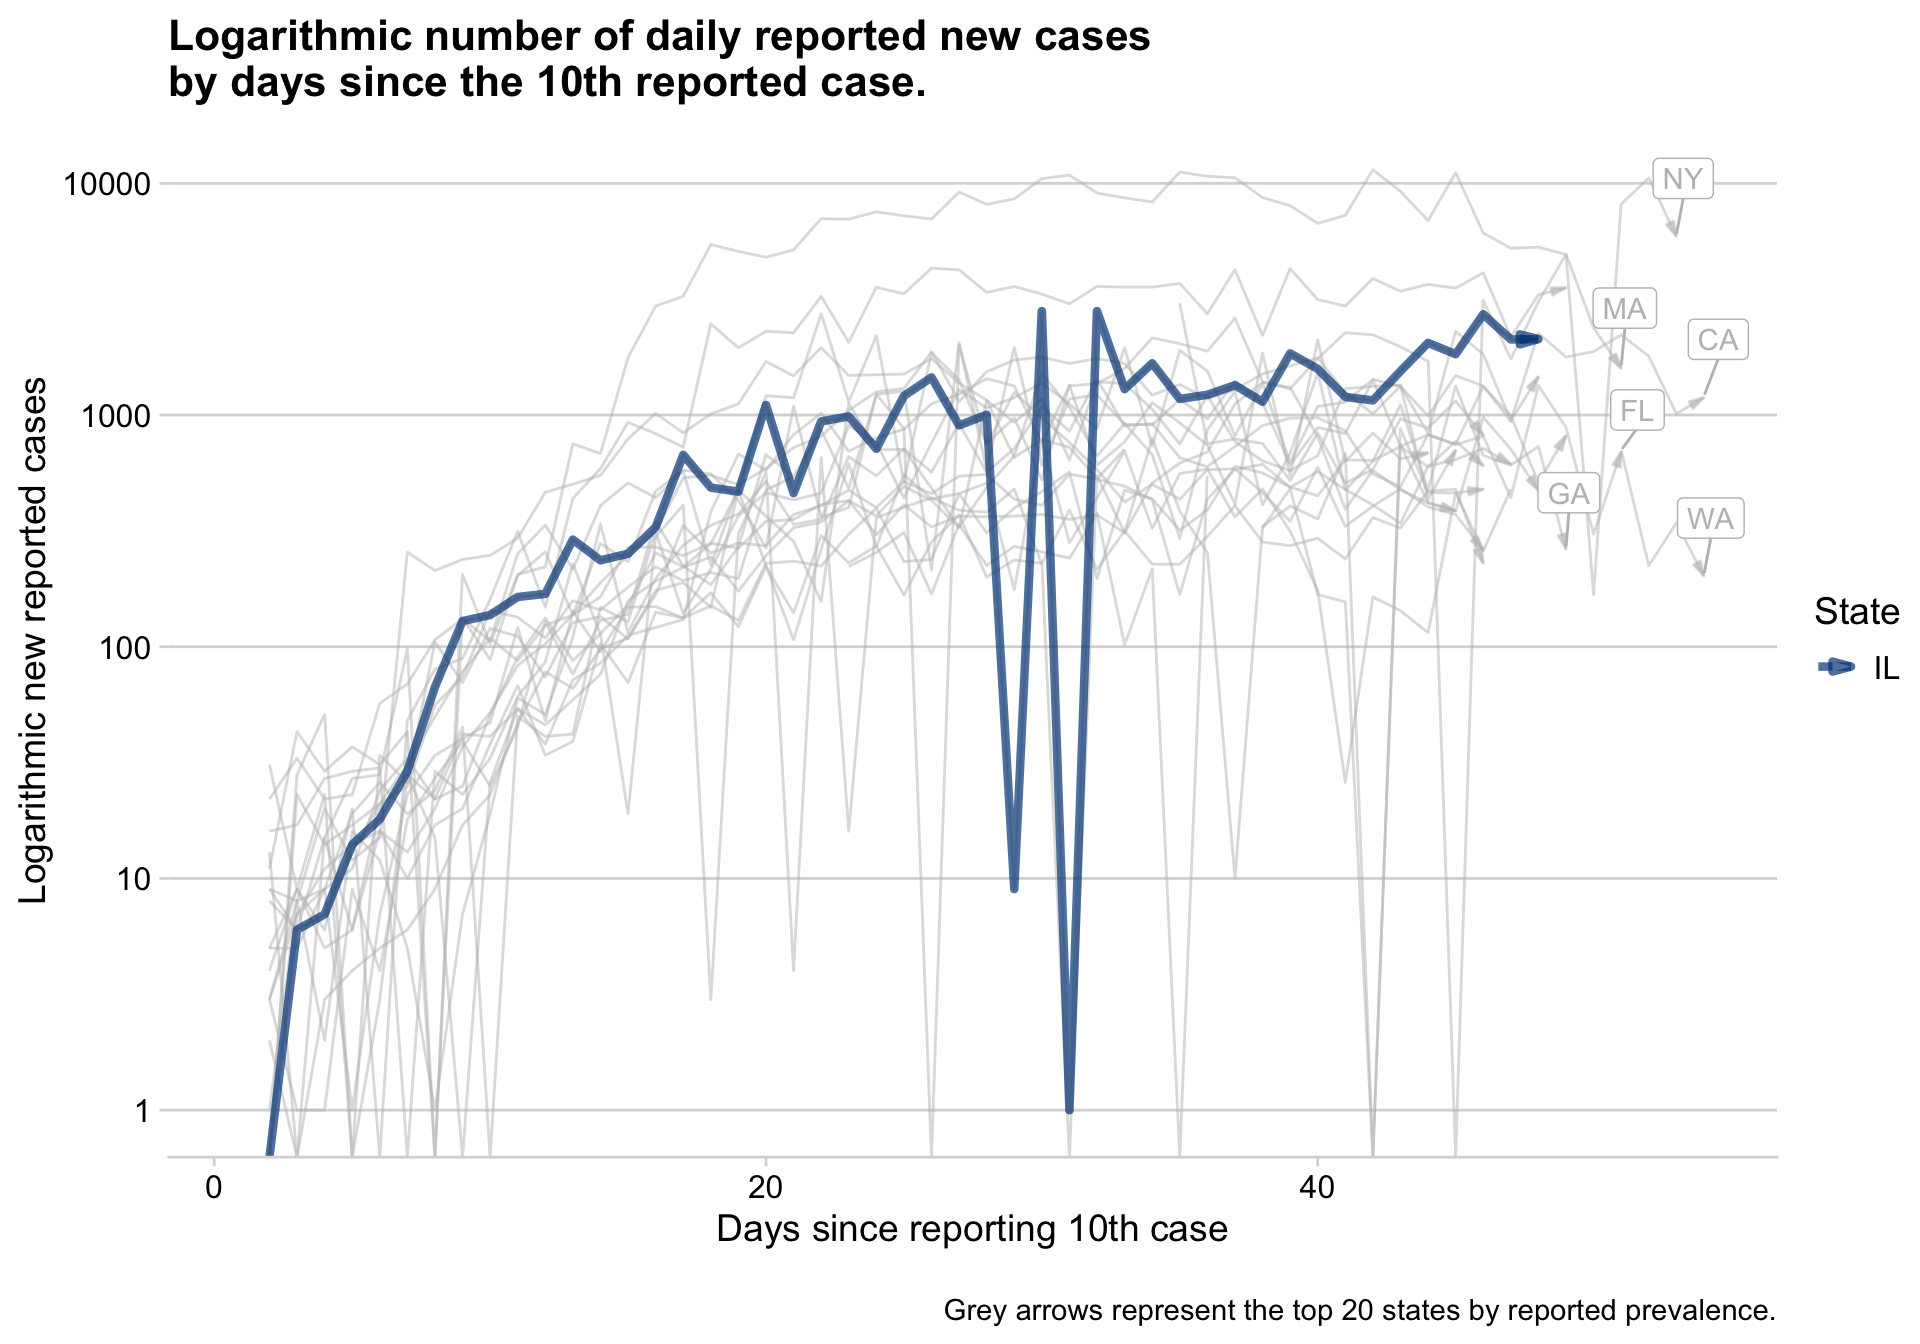 Logarithmic number of daily reported new cases
by days since the 10th reported case.
Logarithmic new reported cases
10000
1000
100
10
1
0
20
40
NY
MA
CA
FL
GA
WA
State
IL
Days since reporting 10th case
Grey arrows represent the top 20 states by reported prevalence.